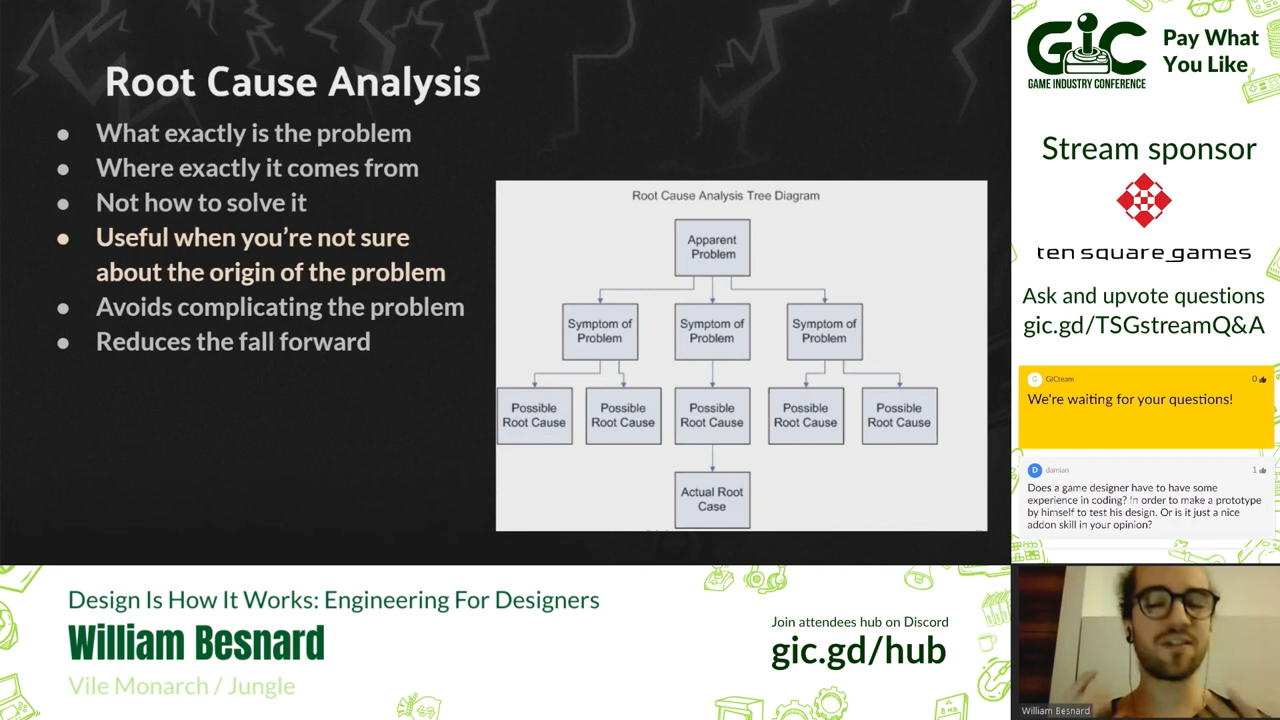 Root Cause Analysis
● What exactly is the problem
● Where exactly it comes from
● Not how to solve it
● Useful when you're not sure
about the origin of the problem
● Avoids complicating the problem
● Reduces the fall forward
Root Cause Analysis Tree Diagram
Apparent
Problem
Symptom of
Problem
Symptom of
Problem
Symptom of
Problem
Possible
Root Cause
Possible
Root Cause
Possible
Root Cause
Possible
Root Cause
Possible
Root Cause
Actual Root
Case
GIC
GAME INDUSTRY CONFERENCE
Pay What
You Like
Stream sponsor
ten square games
Ask and upvote questions
gic.gd/TSGstreamQ&A
G GICteam 0
We're waiting for your questions!
D damian 1
Does a game designer have to have some
experience in coding? In order to make a prototype
by himself to test his design. Or is it just a nice
addon skill in your opinion?
Design Is How It Works: Engineering For Designers
William Besnard
Vile Monarch / Jungle
Join attendees hub on Discord
gic.gd/hub
William Besnard